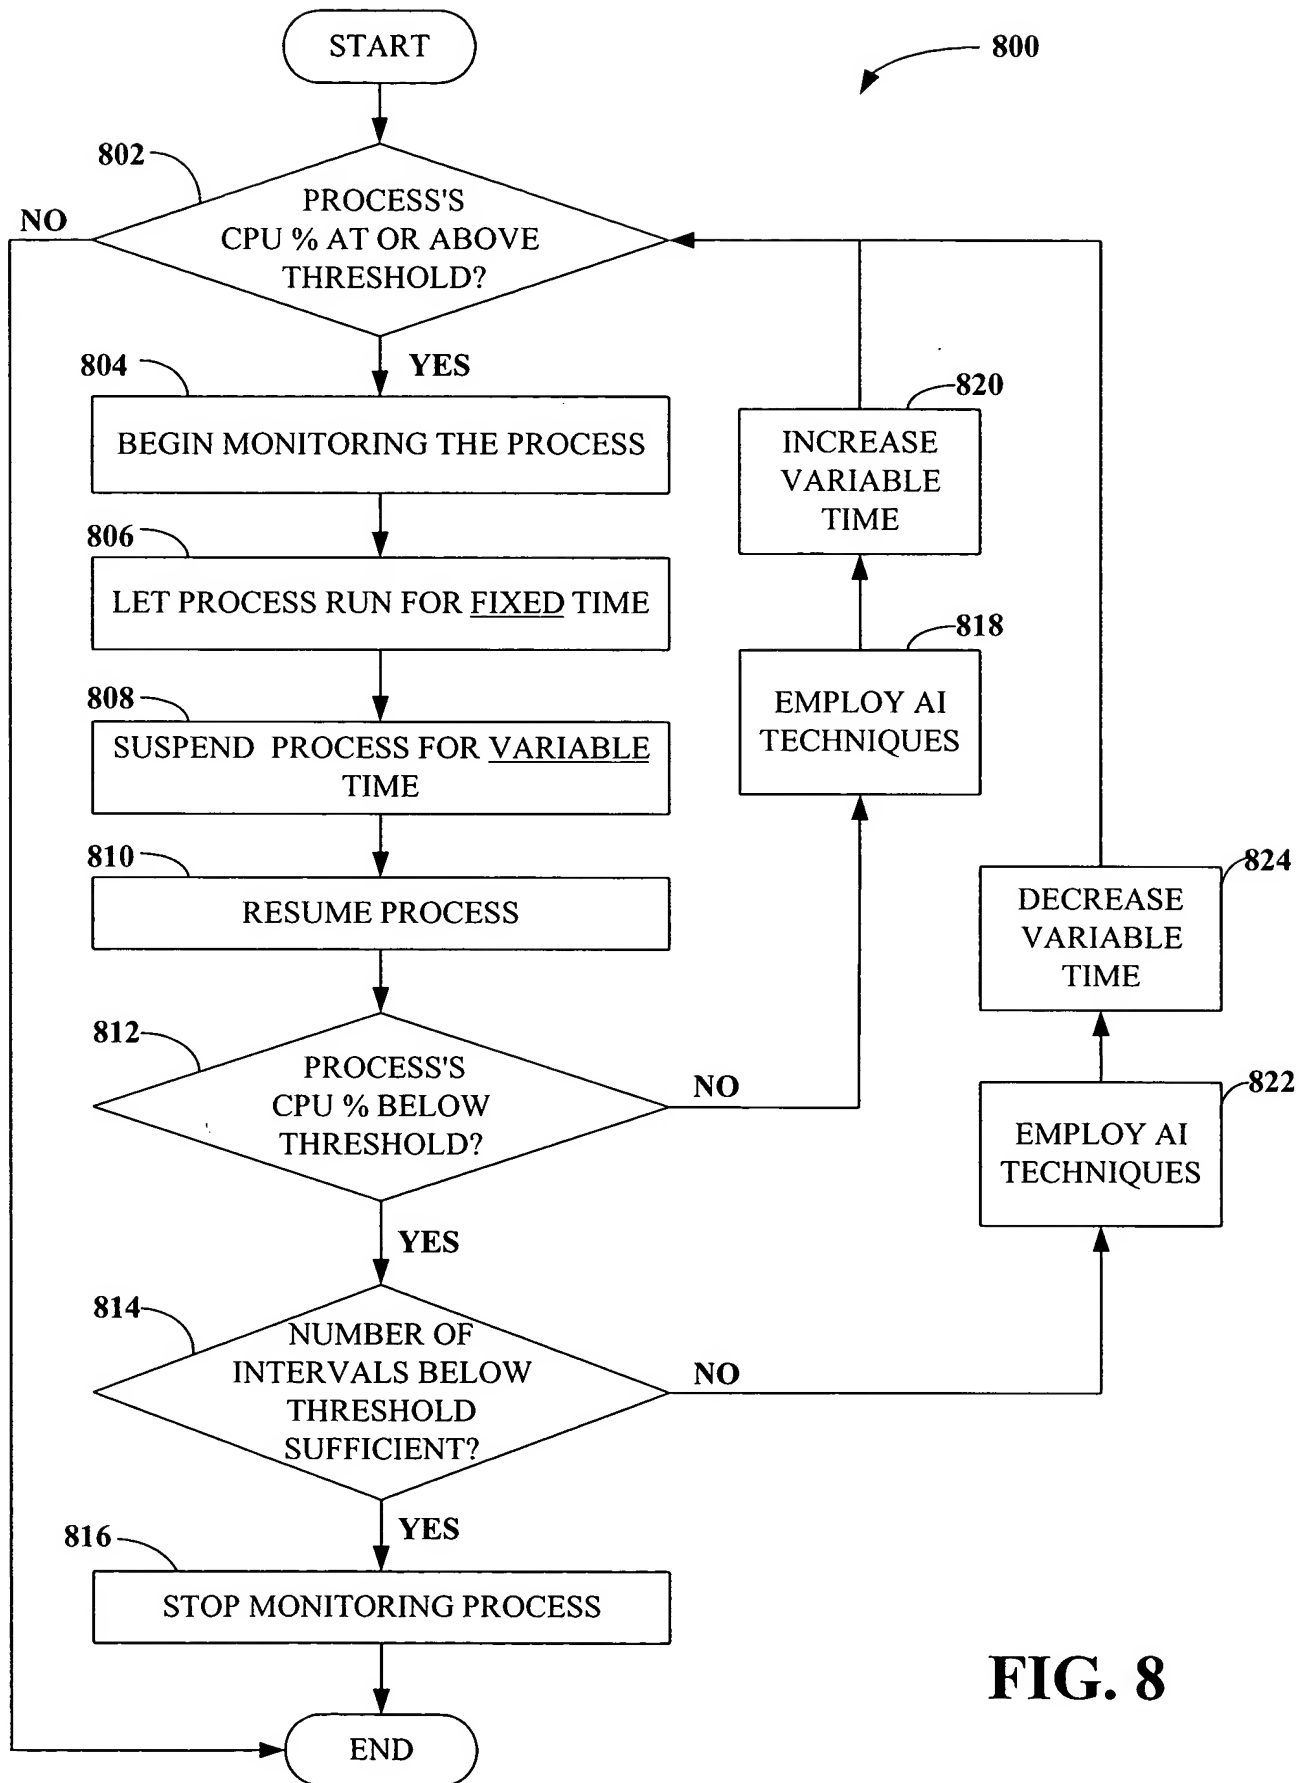 START
800
802
PROCESS'S
CPU % AT OR ABOVE
THRESHOLD?
NO
YES
804
BEGIN MONITORING THE PROCESS
806
LET PROCESS RUN FOR FIXED TIME
808
SUSPEND PROCESS FOR VARIABLE
TIME
810
RESUME PROCESS
812
PROCESS'S
CPU % BELOW
THRESHOLD?
NO
YES
814
NUMBER OF
INTERVALS BELOW
THRESHOLD
SUFFICIENT?
NO
YES
816
STOP MONITORING PROCESS
END
820
INCREASE
VARIABLE
TIME
818
EMPLOY AI
TECHNIQUES
824
DECREASE
VARIABLE
TIME
822
EMPLOY AI
TECHNIQUES
FIG. 8